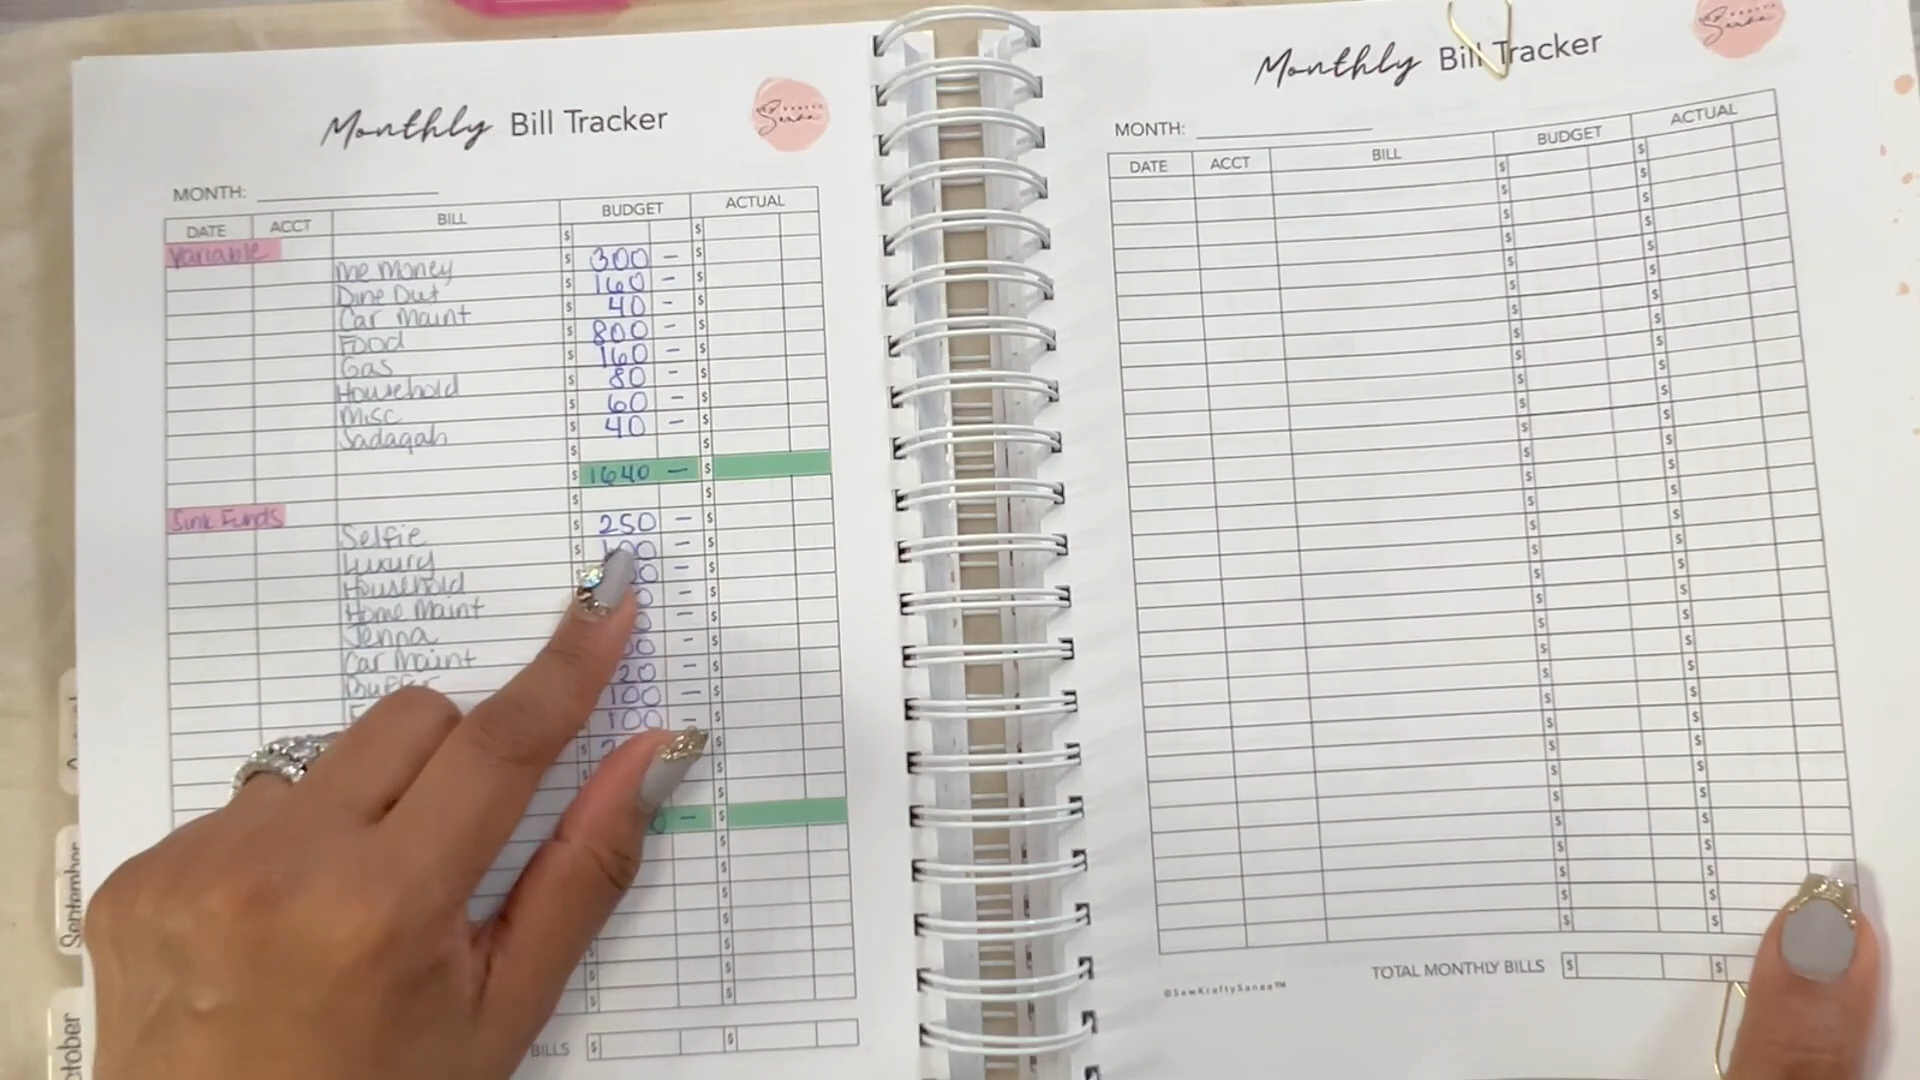 Monthly Bill Tracker
MONTH:
DATE ACCT BILL BUDGET ACTUAL
Variable
Me Money $ 300 – $
Dine Out $ 160 – $
Car Maint $ 40 – $
Food $ 800 – $
Gas $ 160 – $
Household $ 80 – $
Misc $ 60 – $
Sadaqah $ 40 – $
$ 1640 – $
Sink Funds
Selfie $ 250 – $
Luxury $ 100 – $
Household
Home Maint
Jenna
Car Maint
20
100 –
100 –
BILLS $ $
September
Monthly Bill Tracker
MONTH:
DATE ACCT BILL BUDGET ACTUAL
TOTAL MONTHLY BILLS $ $
©SewKraftySanaa™